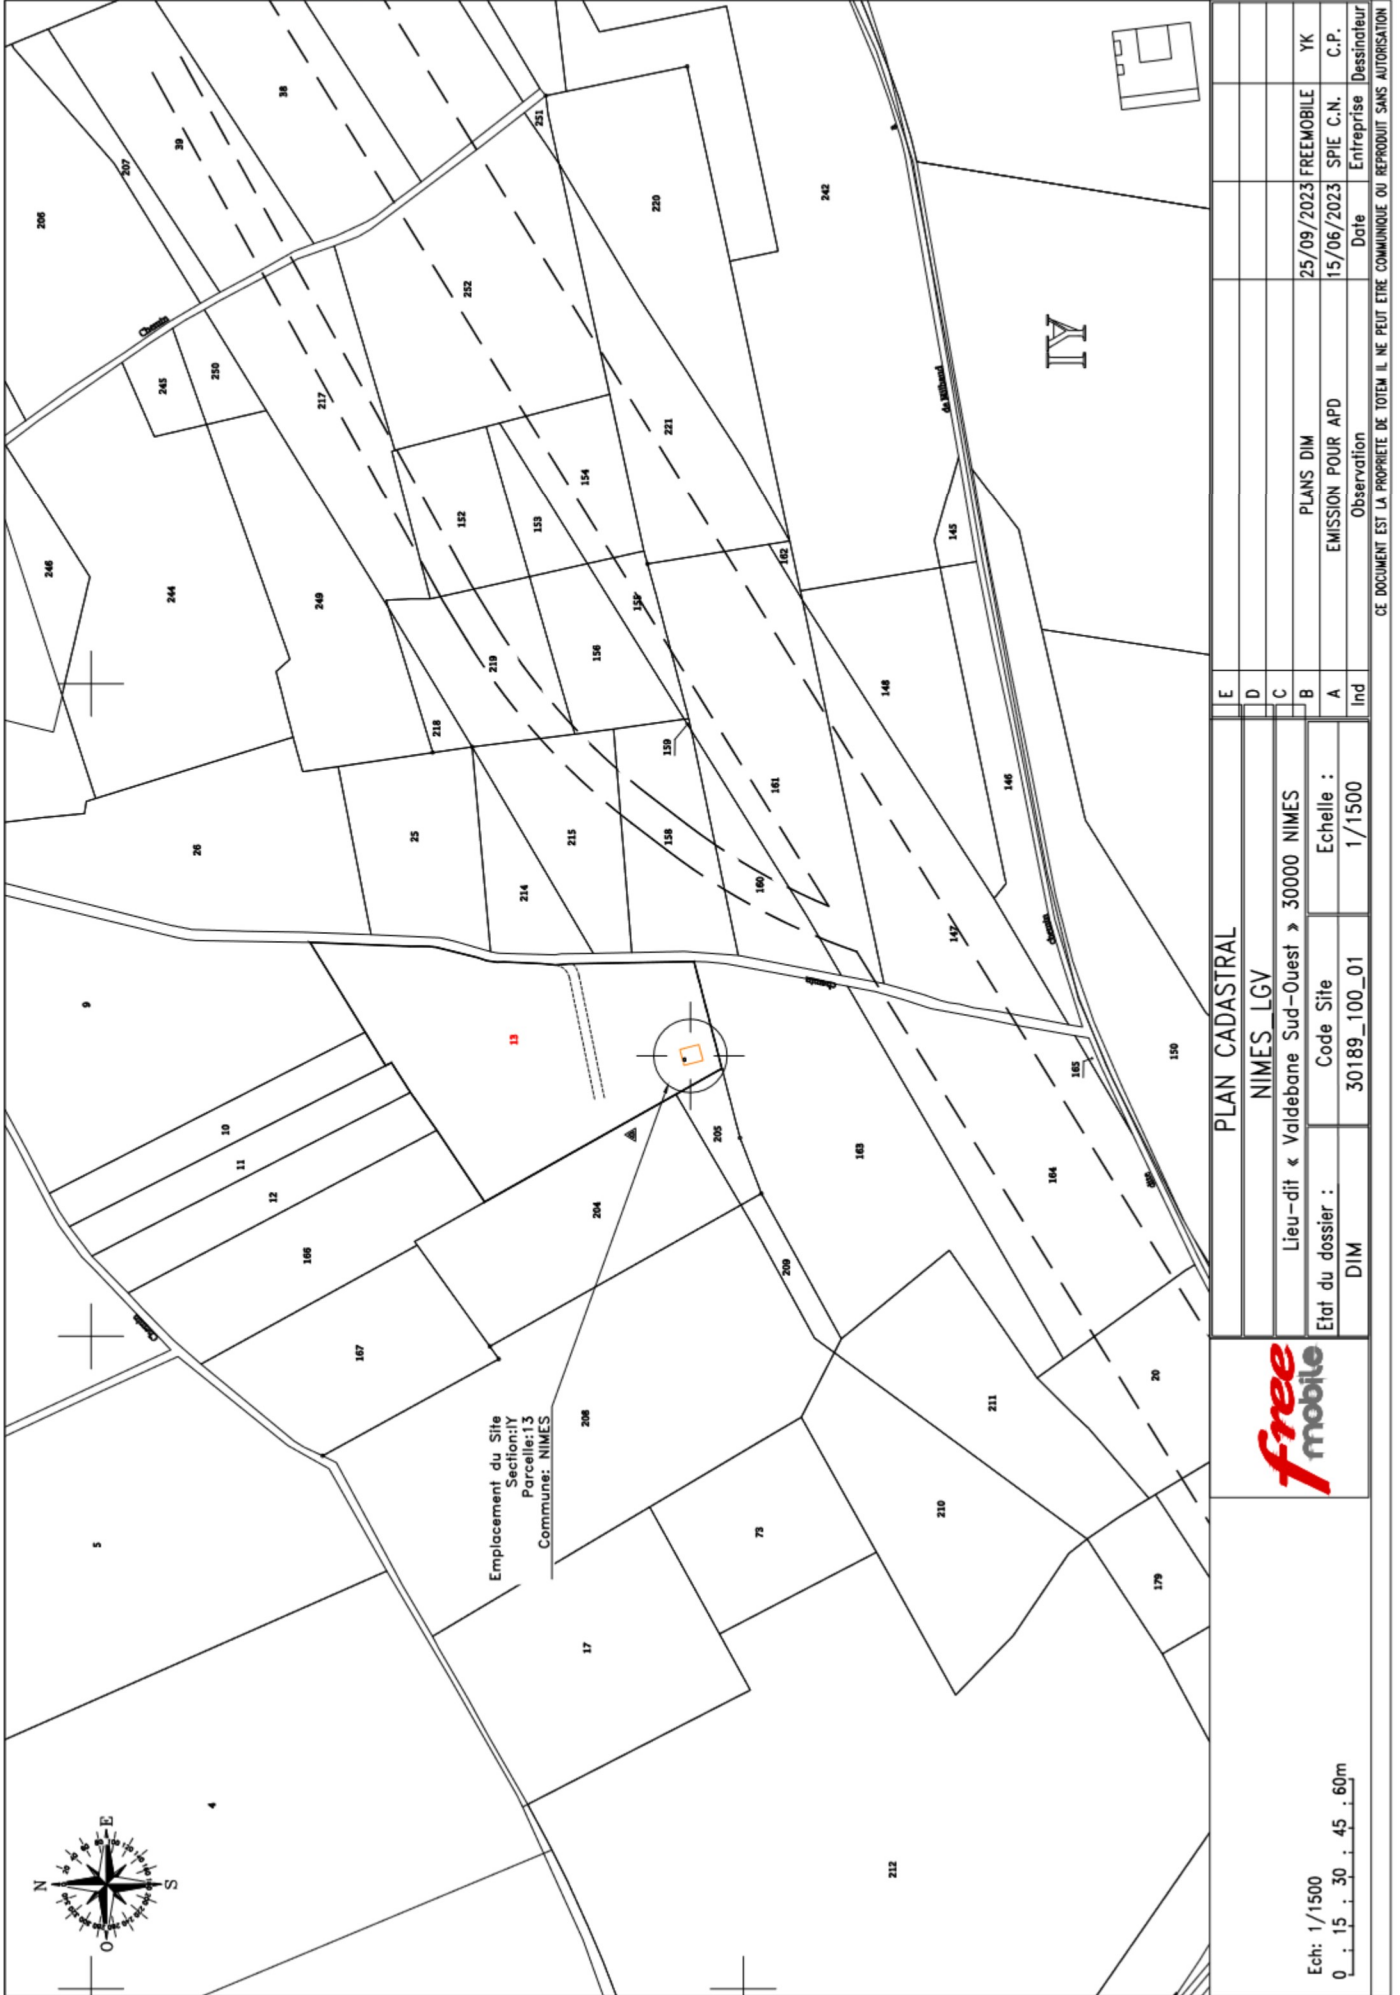 N
O
E
S
206
246
9
5
207
Chemin
Chemin
245
39
244
26
4
250
10
11
12
38
166
249
217
167
25
218
13
152
252
219
214
Emplacement du Site
Section:IY
Parcelle:13
Commune: NIMES
251
153
215
154
208
17
156
204
155
220
221
158
159
205
73
160
161
162
209
Chemin
242
163
148
212
210
de Milhaud
145
147
211
146
chemin
164
165
IY
dit
20
179
150
free
mobile
PLAN CADASTRAL
NIMES_LGV
Lieu-dit « Valdebane Sud-Ouest » 30000 NIMES
Etat du dossier :
DIM
Code Site
30189_100_01
Echelle :
1/1500
E
D
C
B PLANS DIM 25/09/2023 FREEMOBILE YK
A EMISSION POUR APD 15/06/2023 SPIE C.N. C.P.
Ind Observation Date Entreprise Dessinateur
Ech: 1/1500
0 15 30 45 60m
CE DOCUMENT EST LA PROPRIETE DE TOTEM IL NE PEUT ETRE COMMUNIQUE OU REPRODUIT SANS AUTORISATION